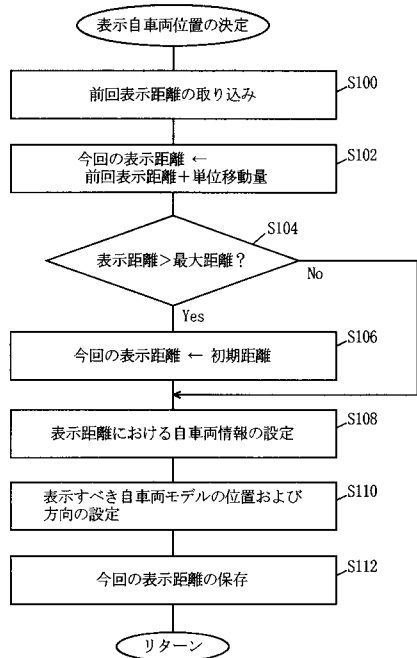 表示自車両位置の決定
S100
前回表示距離の取り込み
S102
今回の表示距離 ←
前回表示距離＋単位移動量
S104
表示距離＞最大距離？
No
Yes
S106
今回の表示距離 ← 初期距離
S108
表示距離における自車両情報の設定
S110
表示すべき自車両モデルの位置および
方向の設定
S112
今回の表示距離の保存
リターン